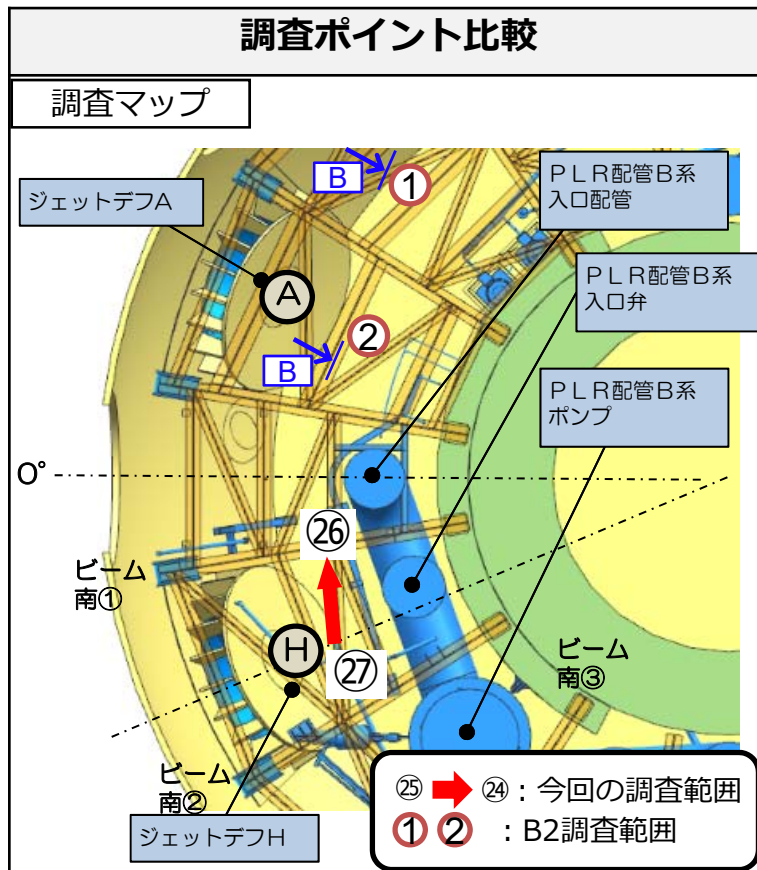 調査ポイント比較
調査マップ
B
①
ジェットデフA
PLR配管B系
入口配管
A
②
B
PLR配管B系
入口弁
PLR配管B系
ポンプ
0°
㉖
ビーム
南①
H
㉗
ビーム
南③
ビーム
南②
ジェットデフH
㉕ ㉔:今回の調査範囲
① ② :B2調査範囲